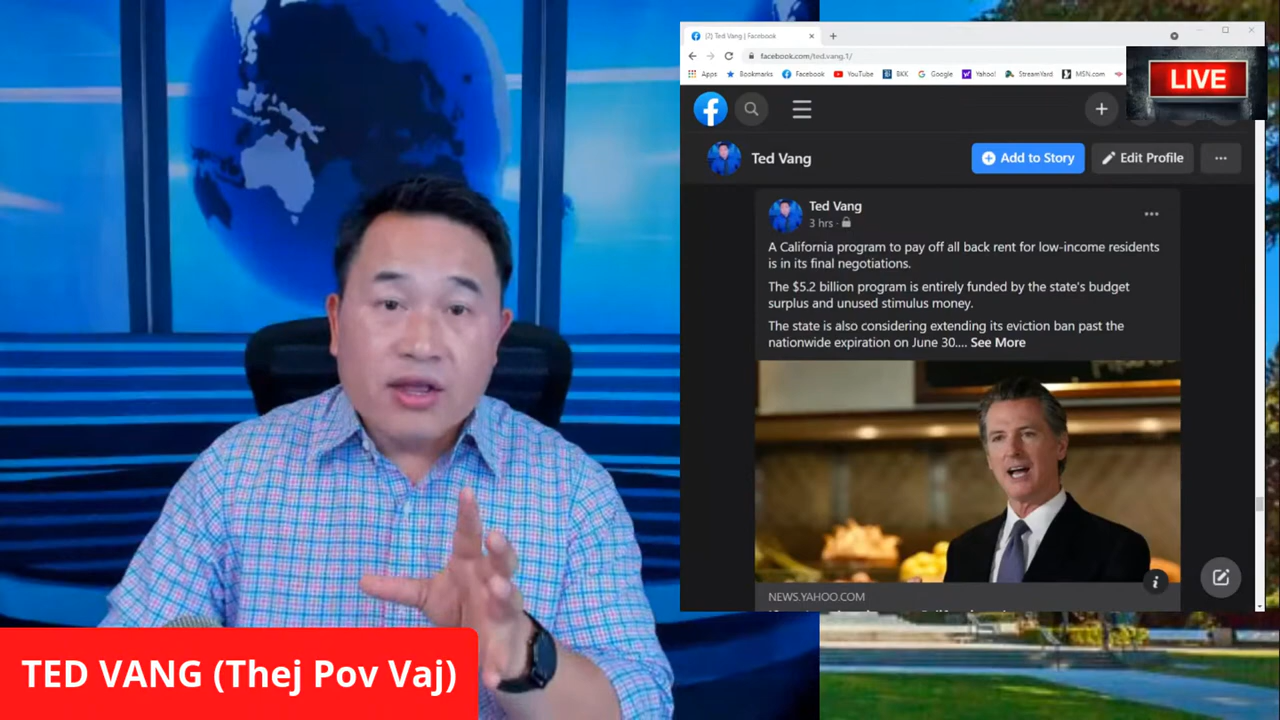 (2) Ted Vang | Facebook
facebook.com/ted.vang.1/
Apps Bookmarks Facebook YouTube BKK Google Yahoo! StreamYard MSN.com
LIVE
Ted Vang
Add to Story
Edit Profile
Ted Vang
3 hrs
A California program to pay off all back rent for low-income residents
is in its final negotiations.
The $5.2 billion program is entirely funded by the state's budget
surplus and unused stimulus money.
The state is also considering extending its eviction ban past the
nationwide expiration on June 30.... See More
NEWS.YAHOO.COM
TED VANG (Thej Pov Vaj)